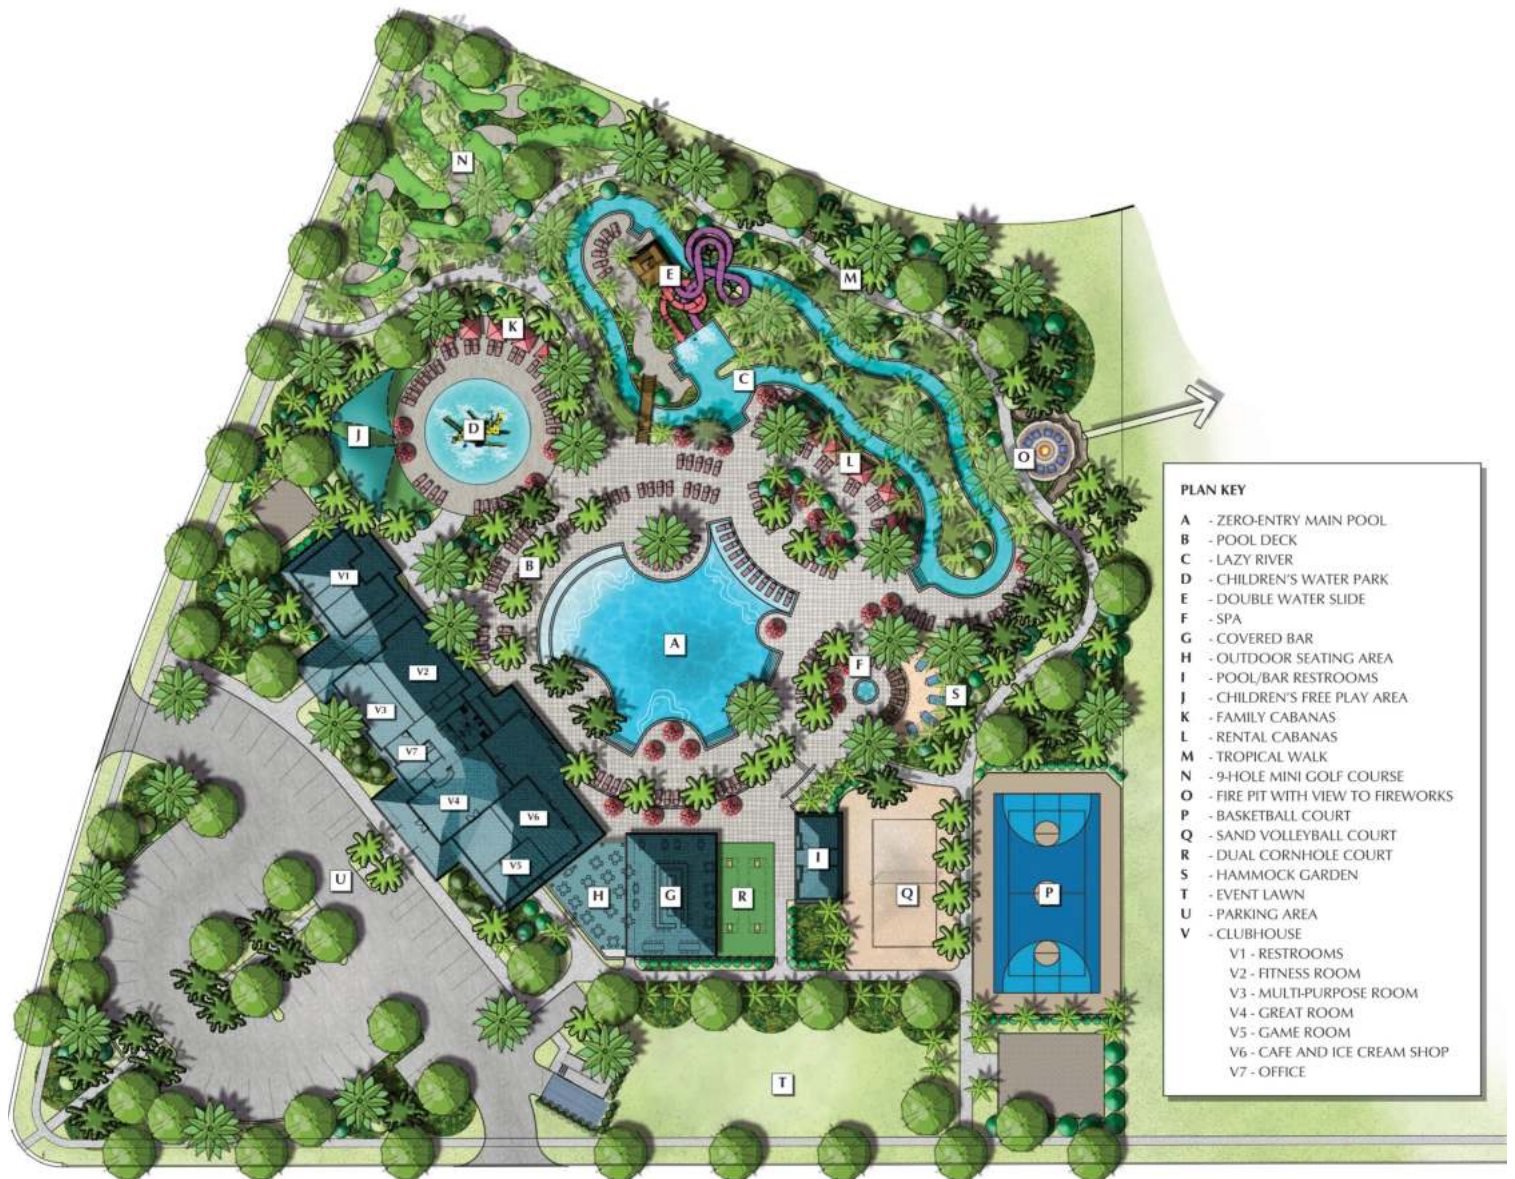 N
M
E
K
C
J
D
L
O
B
V1
A
V2
F
S
V3
V7
V4
V6
V5
I
U
H
G
R
Q
P
T
PLAN KEY
A - ZERO-ENTRY MAIN POOL
B - POOL DECK
C - LAZY RIVER
D - CHILDREN'S WATER PARK
E - DOUBLE WATER SLIDE
F - SPA
G - COVERED BAR
H - OUTDOOR SEATING AREA
I - POOL/BAR RESTROOMS
J - CHILDREN'S FREE PLAY AREA
K - FAMILY CABANAS
L - RENTAL CABANAS
M - TROPICAL WALK
N - 9-HOLE MINI GOLF COURSE
O - FIRE PIT WITH VIEW TO FIREWORKS
P - BASKETBALL COURT
Q - SAND VOLLEYBALL COURT
R - DUAL CORNHOLE COURT
S - HAMMOCK GARDEN
T - EVENT LAWN
U - PARKING AREA
V - CLUBHOUSE
V1 - RESTROOMS
V2 - FITNESS ROOM
V3 - MULTI-PURPOSE ROOM
V4 - GREAT ROOM
V5 - GAME ROOM
V6 - CAFE AND ICE CREAM SHOP
V7 - OFFICE